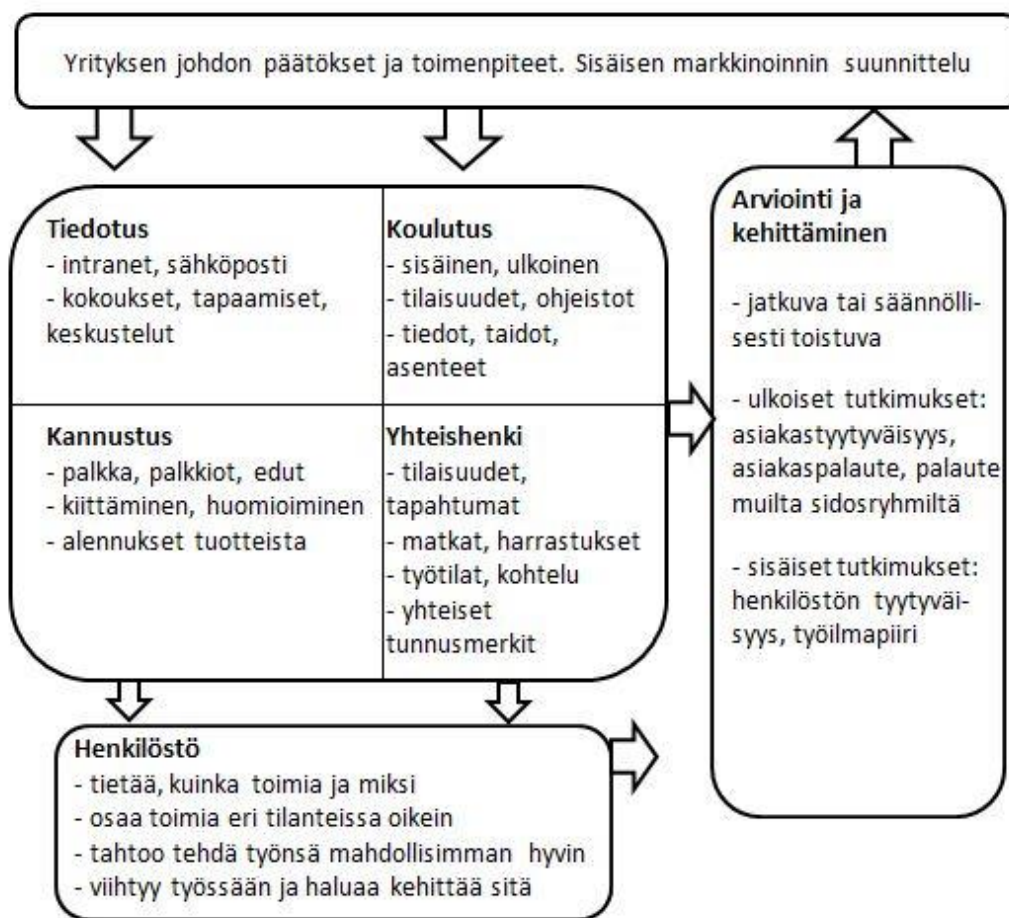 Yrityksen johdon päätökset ja toimenpiteet. Sisäisen markkinoinnin suunnittelu
Tiedotus
- intranet, sähköposti
- kokoukset, tapaamiset,
keskustelut
Koulutus
- sisäinen, ulkoinen
- tilaisuudet, ohjeistot
- tiedot, taidot,
asenteet
Kannustus
- palkka, palkkiot, edut
- kiittäminen, huomioiminen
- alennukset tuotteista
Yhteishenki
- tilaisuudet,
tapahtumat
- matkat, harrastukset
- työtilat, kohtelu
- yhteiset
tunnusmerkit
Arviointi ja
kehittäminen
- jatkuva tai säännölli-
sesti toistuva
- ulkoiset tutkimukset:
asiakastyytyväisyys,
asiakaspalaute, palaute
muilta sidosryhmiltä
- sisäiset tutkimukset:
henkilöstön tyytyväi-
syys, työilmapiiri
Henkilöstö
- tietää, kuinka toimia ja miksi
- osaa toimia eri tilanteissa oikein
- tahtoo tehdä työnsä mahdollisimman hyvin
- viihtyy työssään ja haluaa kehittää sitä